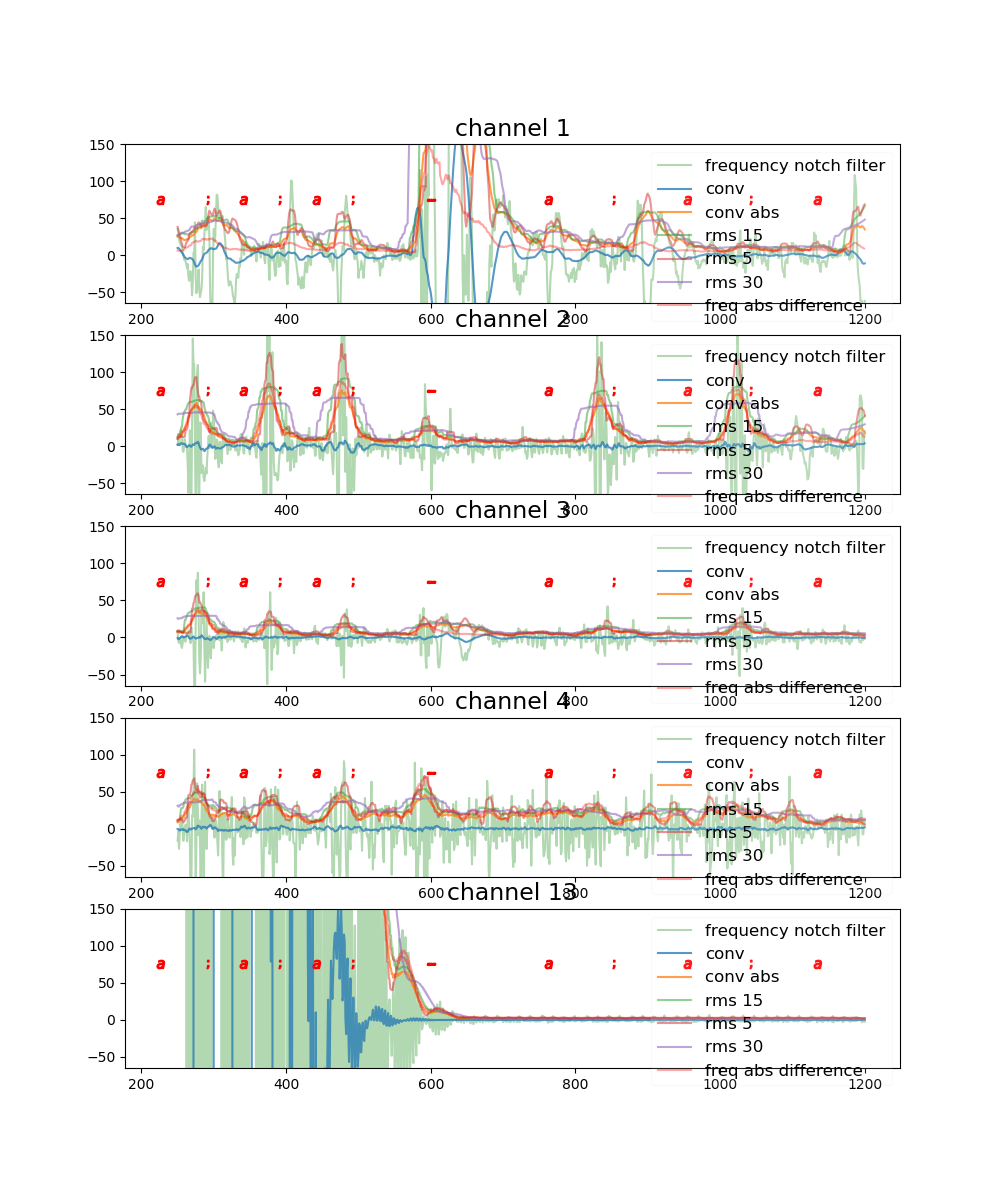 channel 1
150
100
50
0
−50
a ; a ; a ; − a ; a ; a
frequency notch filter
conv
conv abs
rms 15
rms 5
rms 30
freq abs difference
200 400 600 800 1000 1200
channel 2
150
100
50
0
−50
a ; a ; a ; − a ; a ; a
frequency notch filter
conv
conv abs
rms 15
rms 5
rms 30
freq abs difference
200 400 600 800 1000 1200
channel 3
150
100
50
0
−50
a ; a ; a ; − a ; a ; a
frequency notch filter
conv
conv abs
rms 15
rms 5
rms 30
freq abs difference
200 400 600 800 1000 1200
channel 4
150
100
50
0
−50
a ; a ; a ; − a ; a ; a
frequency notch filter
conv
conv abs
rms 15
rms 5
rms 30
freq abs difference
200 400 600 800 1000 1200
channel 13
150
100
50
0
−50
a ; a ; a ; − a ; a ; a
frequency notch filter
conv
conv abs
rms 15
rms 5
rms 30
freq abs difference
200 400 600 800 1000 1200